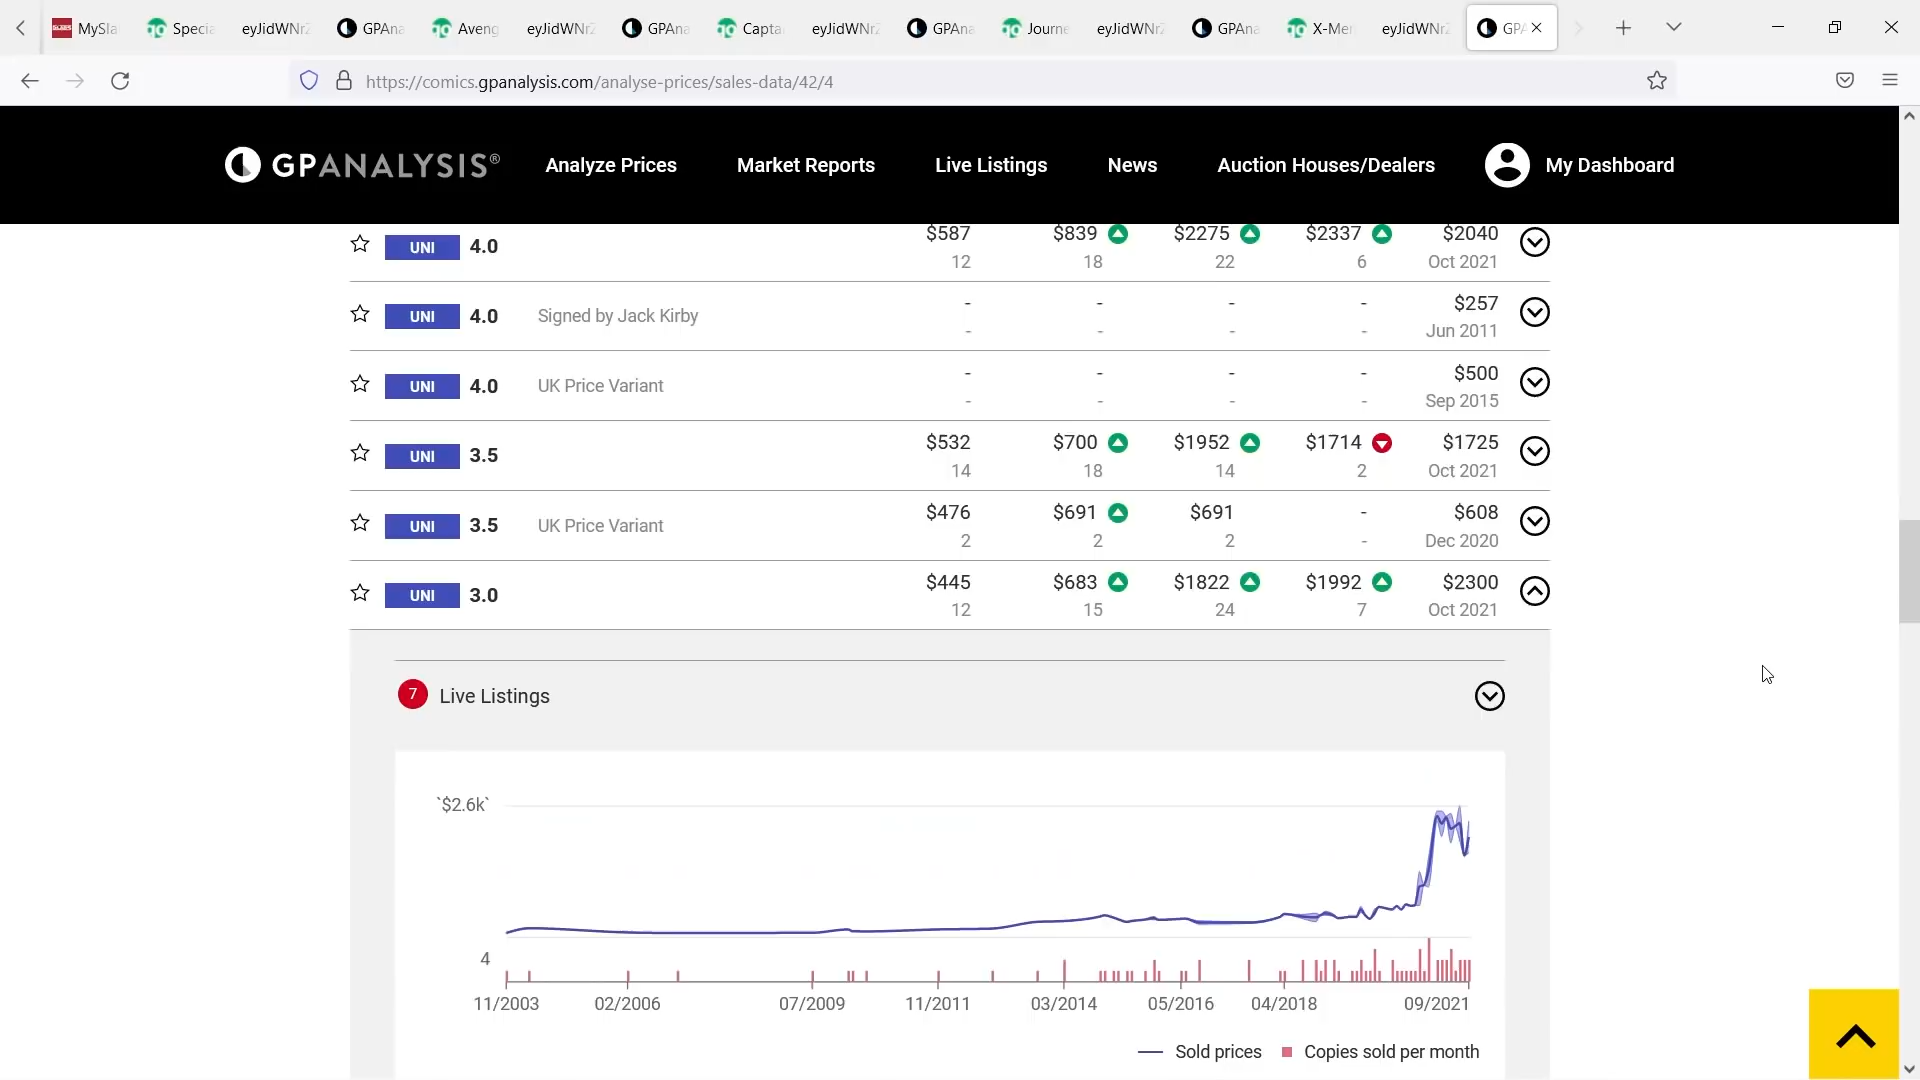 MySla
Specia
eyJidWNrZ
GPAna
Aveng
eyJidWNrZ
GPAna
Capta
eyJidWNrZ
GPAna
Journe
eyJidWNrZ
GPAna
X-Men
eyJidWNrZ
GPA
https://comics.gpanalysis.com/analyse-prices/sales-data/42/4
GPANALYSIS® Analyze Prices Market Reports Live Listings News Auction Houses/Dealers My Dashboard
UNI 4.0 $587 $839 $2275 $2337 $2040
12 18 22 6 Oct 2021
UNI 4.0 Signed by Jack Kirby - - - - $257
- - - - Jun 2011
UNI 4.0 UK Price Variant - - - - $500
- - - - Sep 2015
UNI 3.5 $532 $700 $1952 $1714 $1725
14 18 14 2 Oct 2021
UNI 3.5 UK Price Variant $476 $691 $691 - $608
2 2 2 - Dec 2020
UNI 3.0 $445 $683 $1822 $1992 $2300
12 15 24 7 Oct 2021
7 Live Listings
`$2.6k`
4
11/2003 02/2006 07/2009 11/2011 03/2014 05/2016 04/2018 09/2021
Sold prices Copies sold per month